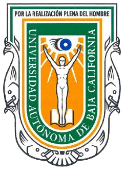 POR LA REALIZACIÓN PLENA DEL HOMBRE
UNIVERSIDAD AUTÓNOMA DE BAJA CALIFORNIA